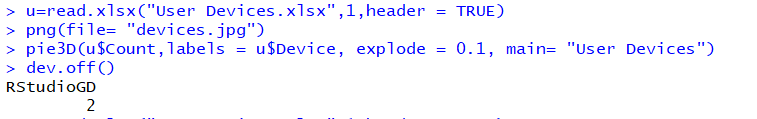 > u=read.xlsx("User Devices.xlsx",1,header = TRUE)
> png(file= "devices.jpg")
> pie3D(u$Count,labels = u$Device, explode = 0.1, main= "User Devices")
> dev.off()
RStudioGD
2